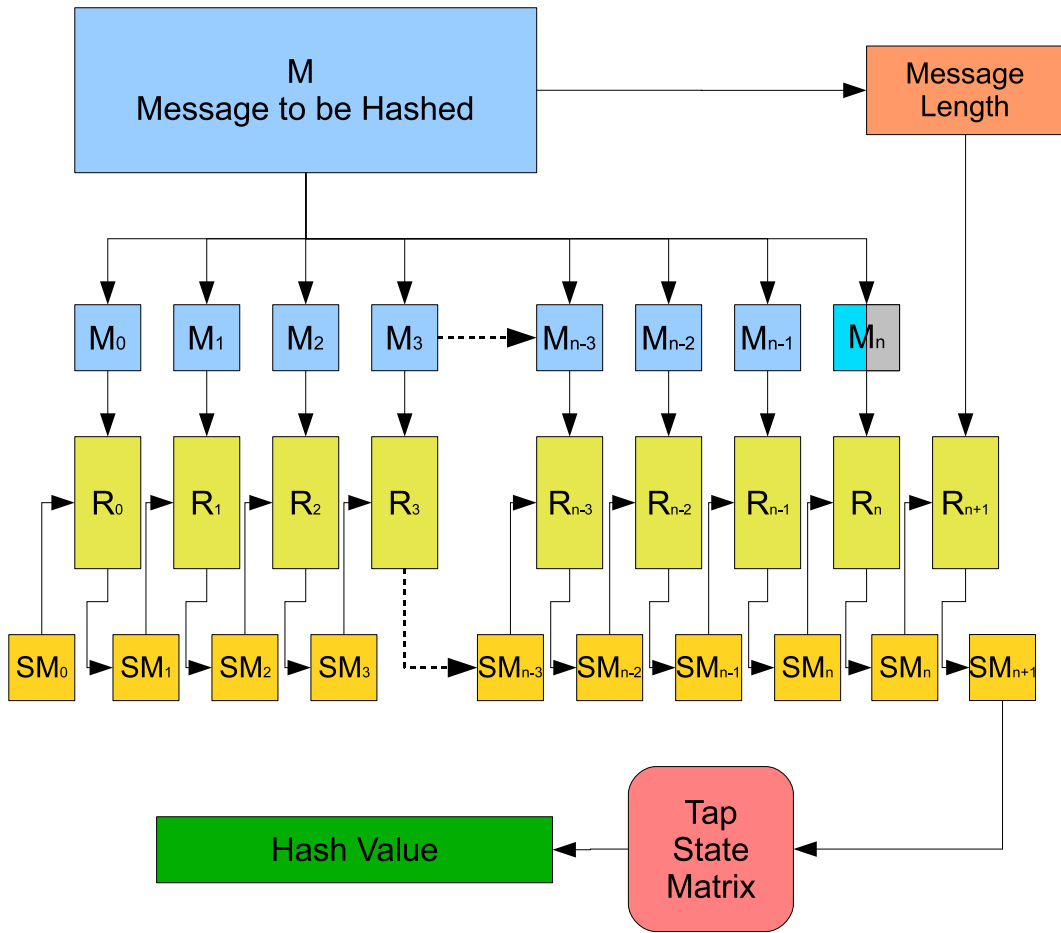 M
Message to be Hashed
Message
Length
M0 M1 M2 M3 Mn-3 Mn-2 Mn-1 Mn
R0 R1 R2 R3 Rn-3 Rn-2 Rn-1 Rn Rn+1
SM0 SM1 SM2 SM3 SMn-3 SMn-2 SMn-1 SMn SMn SMn+1
Tap
State
Matrix
Hash Value